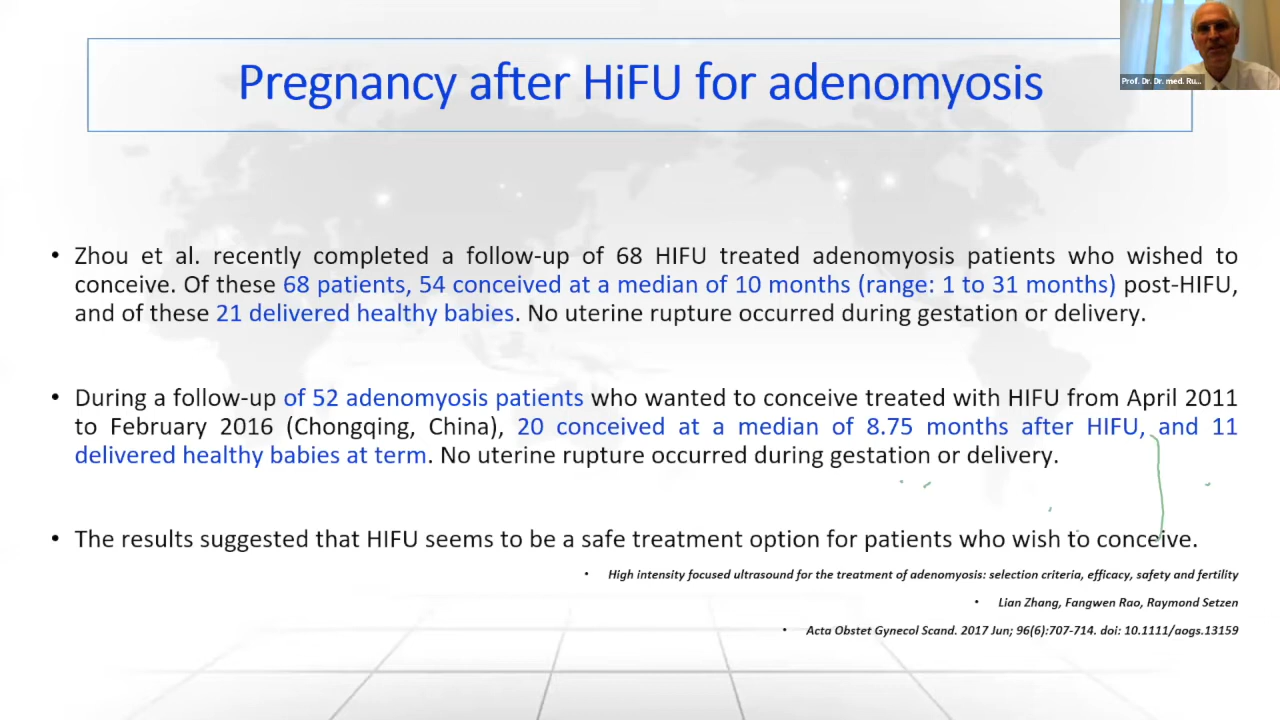 Prof. Dr. Dr. med. Ru...
Pregnancy after HiFU for adenomyosis
• Zhou et al. recently completed a follow-up of 68 HIFU treated adenomyosis patients who wished to
conceive. Of these 68 patients, 54 conceived at a median of 10 months (range: 1 to 31 months) post-HIFU,
and of these 21 delivered healthy babies. No uterine rupture occurred during gestation or delivery.
• During a follow-up of 52 adenomyosis patients who wanted to conceive treated with HIFU from April 2011
to February 2016 (Chongqing, China), 20 conceived at a median of 8.75 months after HIFU, and 11
delivered healthy babies at term. No uterine rupture occurred during gestation or delivery.
• The results suggested that HIFU seems to be a safe treatment option for patients who wish to conceive.
• High intensity focused ultrasound for the treatment of adenomyosis: selection criteria, efficacy, safety and fertility
• Lian Zhang, Fangwen Rao, Raymond Setzen
• Acta Obstet Gynecol Scand. 2017 Jun; 96(6):707-714. doi: 10.1111/aogs.13159